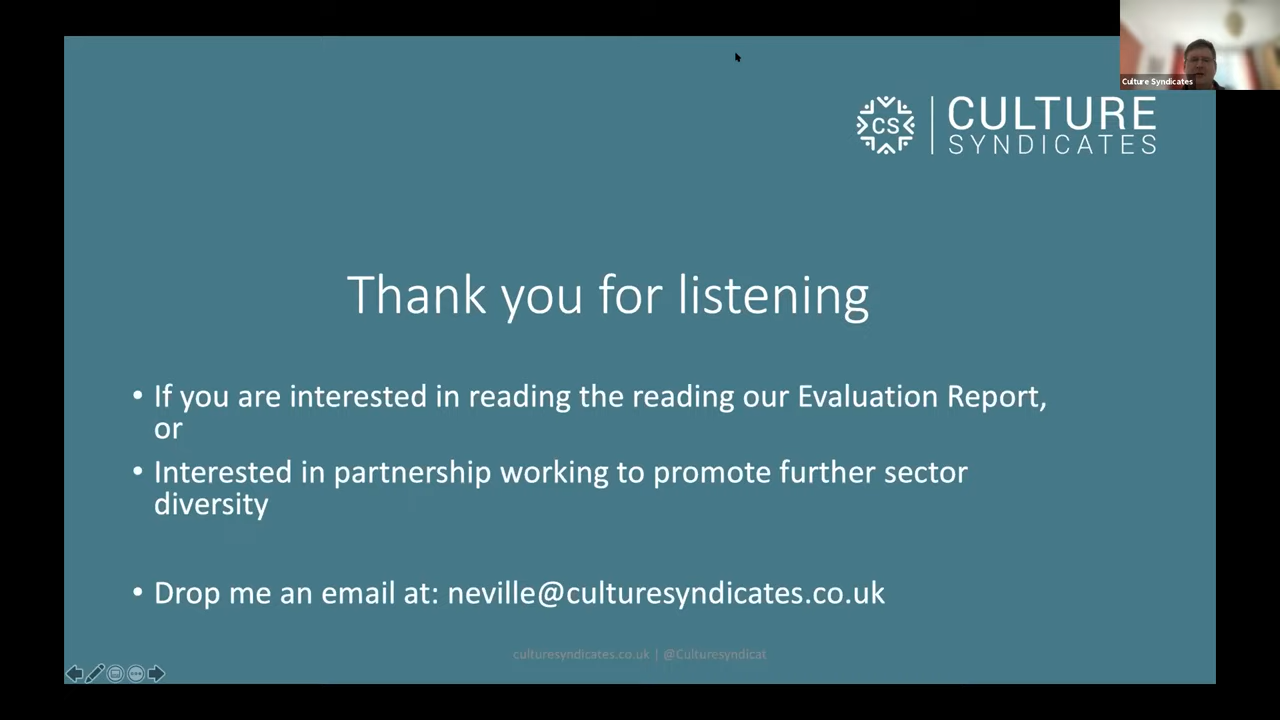 Culture Syndicates
CS
CULTURE
SYNDICATES
Thank you for listening
• If you are interested in reading the reading our Evaluation Report,
or
• Interested in partnership working to promote further sector
diversity
• Drop me an email at: neville@culturesyndicates.co.uk
culturesyndicates.co.uk | @Culturesyndicat